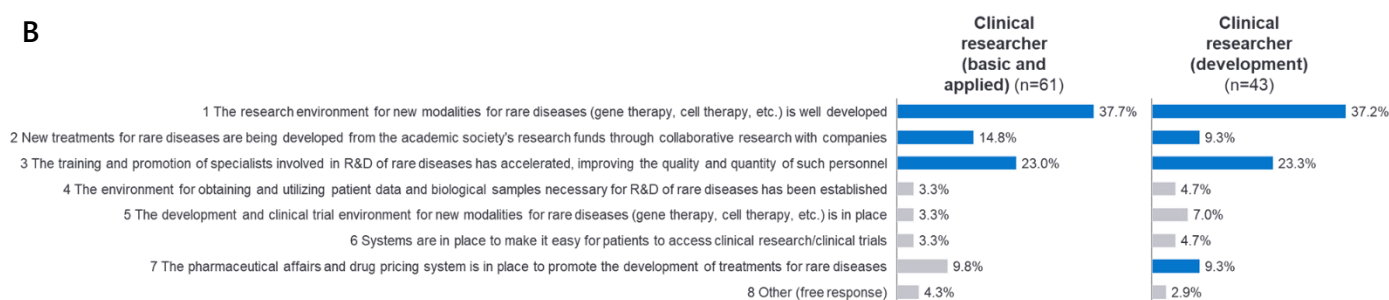 B
Clinical
researcher
(basic and
applied) (n=61)
Clinical
researcher
(development)
(n=43)
1 The research environment for new modalities for rare diseases (gene therapy, cell therapy, etc.) is well developed 37.7% 37.2%
2 New treatments for rare diseases are being developed from the academic society's research funds through collaborative research with companies 14.8% 9.3%
3 The training and promotion of specialists involved in R&D of rare diseases has accelerated, improving the quality and quantity of such personnel 23.0% 23.3%
4 The environment for obtaining and utilizing patient data and biological samples necessary for R&D of rare diseases has been established 3.3% 4.7%
5 The development and clinical trial environment for new modalities for rare diseases (gene therapy, cell therapy, etc.) is in place 3.3% 7.0%
6 Systems are in place to make it easy for patients to access clinical research/clinical trials 3.3% 4.7%
7 The pharmaceutical affairs and drug pricing system is in place to promote the development of treatments for rare diseases 9.8% 9.3%
8 Other (free response) 4.3% 2.9%